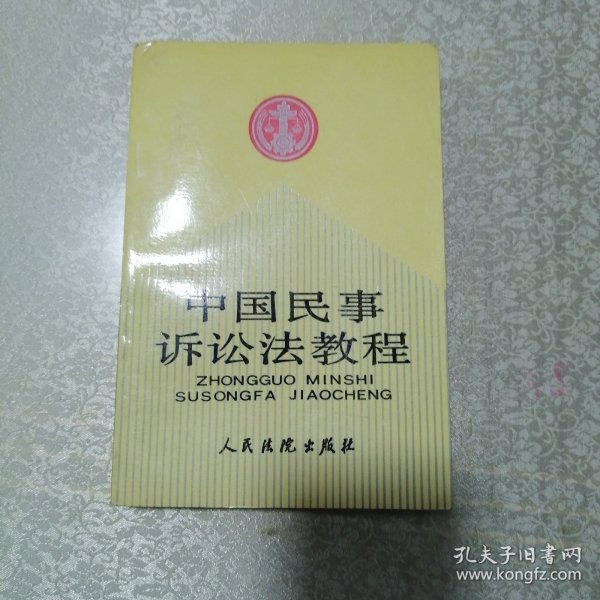 中国民事
诉讼法教程
ZHONGGUO MINSHI
SUSONGFA JIAOCHENG
人民法院出版社
孔夫子旧书网
www.kongfz.com